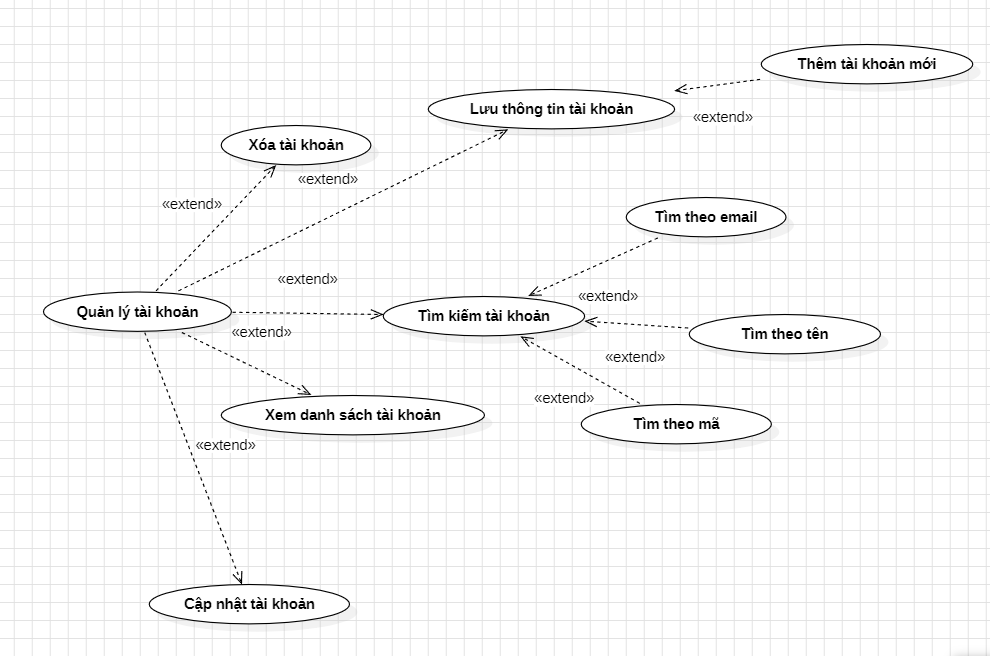 Thêm tài khoản mới
Lưu thông tin tài khoản
«extend»
Xóa tài khoản
«extend»
«extend»
Tìm theo email
«extend»
«extend»
Quản lý tài khoản
Tìm kiếm tài khoản
«extend»
Tìm theo tên
«extend»
«extend»
Xem danh sách tài khoản
Tìm theo mã
«extend»
Cập nhật tài khoản